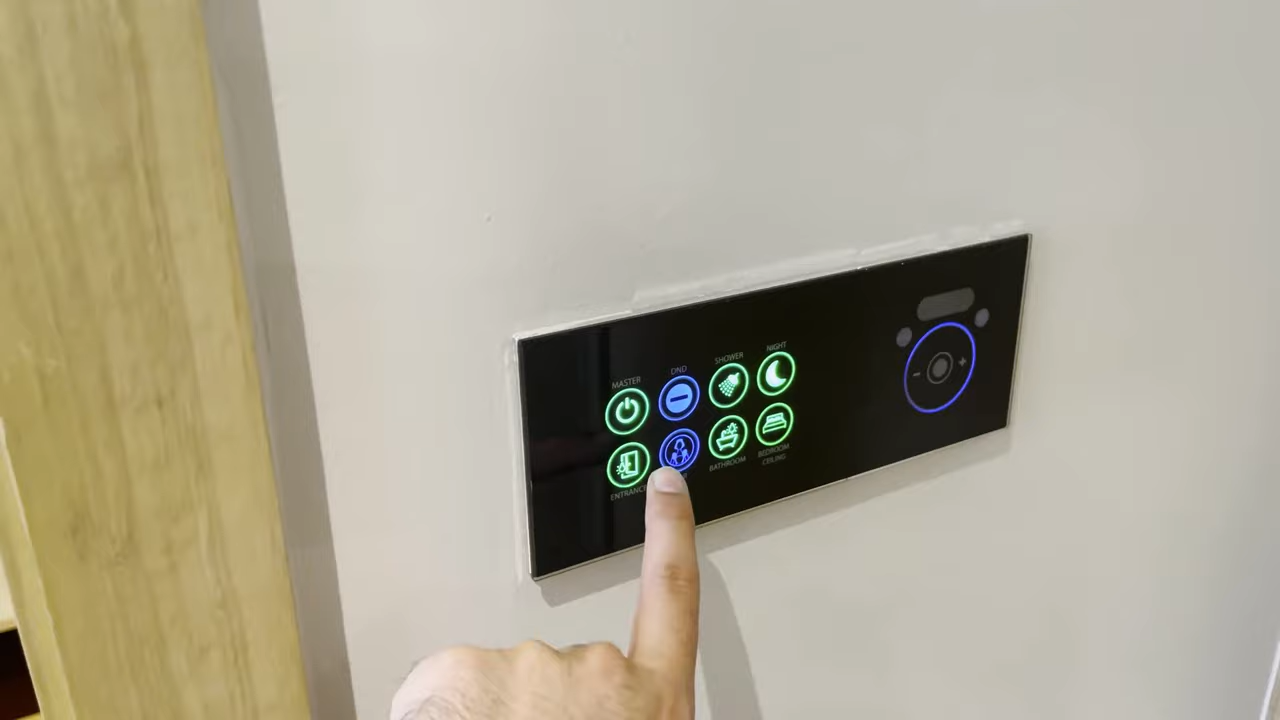 MASTER
DND
SHOWER
NIGHT
ENTRANCE
BATHROOM
BEDROOM
CEILING